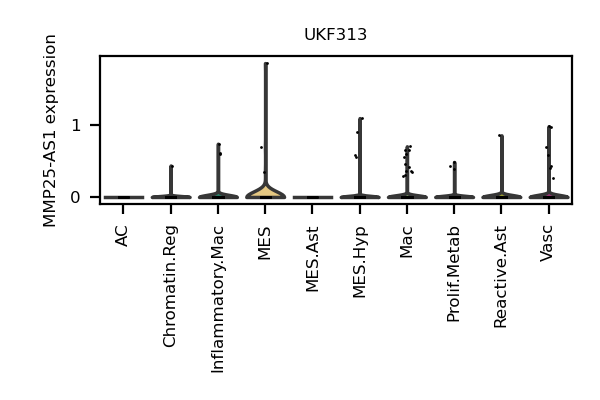 UKF313
MMP25-AS1 expression
1
0
AC
Chromatin.Reg
Inflammatory.Mac
MES
MES.Ast
MES.Hyp
Mac
Prolif.Metab
Reactive.Ast
Vasc